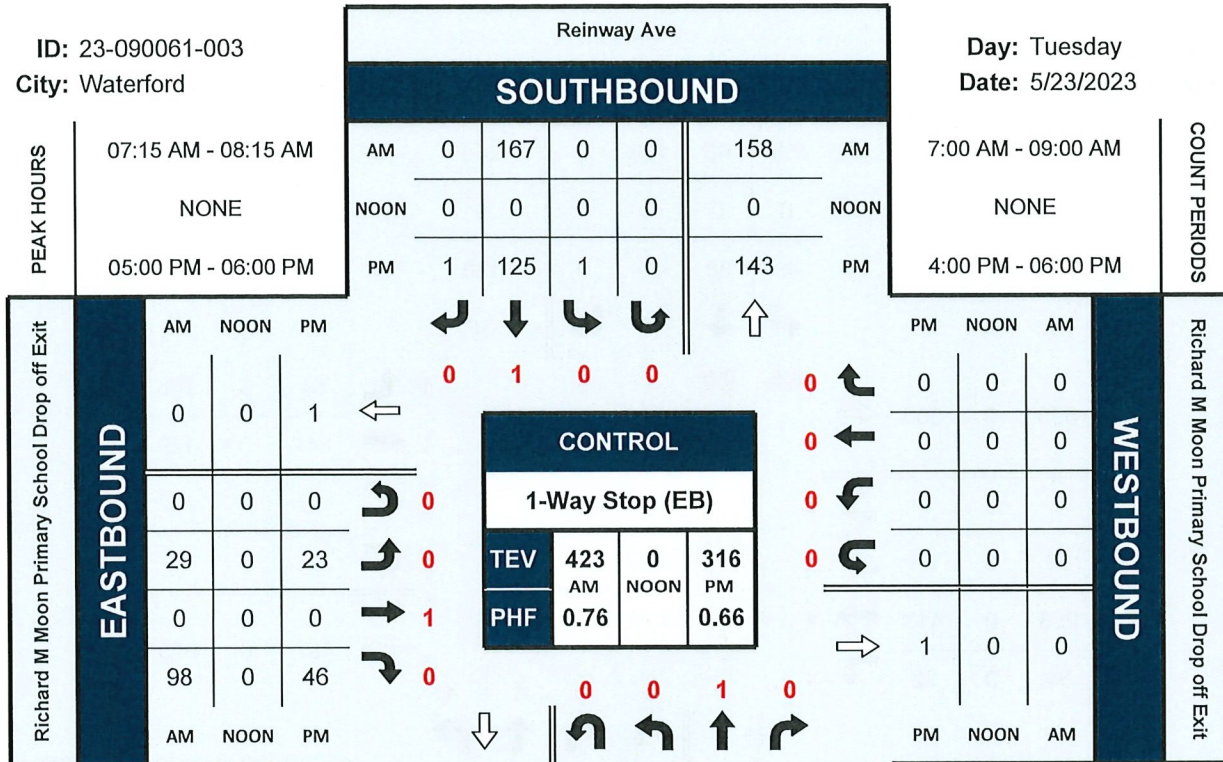 Reinway Ave
ID: 23-090061-003
City: Waterford
Day: Tuesday
Date: 5/23/2023
SOUTHBOUND
PEAK HOURS
07:15 AM - 08:15 AM
NONE
05:00 PM - 06:00 PM
AM 0 167 0 0 158 AM
NOON 0 0 0 0 0 NOON
PM 1 125 1 0 143 PM
7:00 AM - 09:00 AM
NONE
4:00 PM - 06:00 PM
COUNT PERIODS
0 1 0 0
Richard M Moon Primary School Drop off Exit
EASTBOUND
AM NOON PM
0 0 1
0 0 0 0
29 0 23 0
0 0 0 1
98 0 46 0
AM NOON PM
CONTROL
1-Way Stop (EB)
TEV 423 0 316
AM NOON PM
PHF 0.76 0.66
PM NOON AM
0 0 0 0
0 0 0 0
0 0 0 0
0 0 0 0
1 0 0
PM NOON AM
WESTBOUND
Richard M Moon Primary School Drop off Exit
0 0 1 0